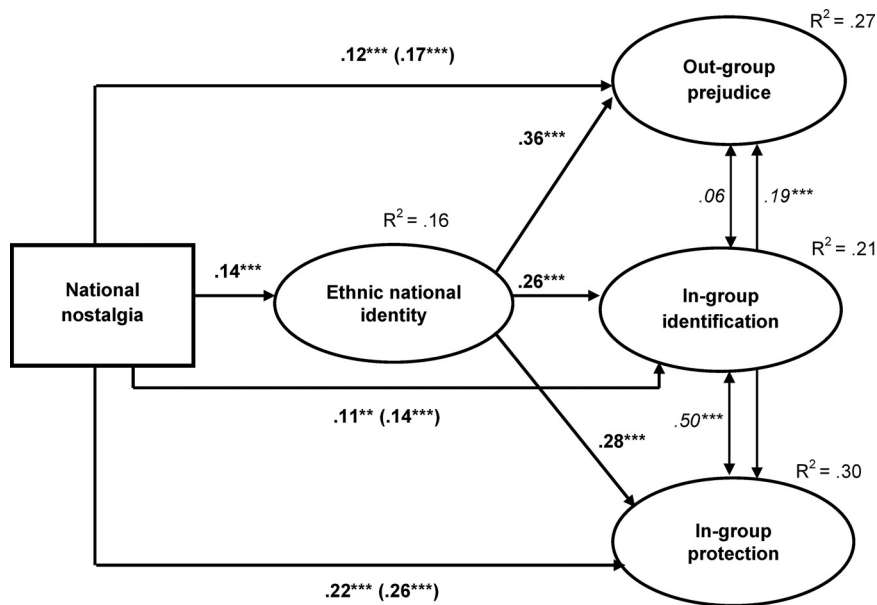 R² = .27
.12*** (.17***)
Out-group
prejudice
.36***
.06
.19***
R² = .16
R² = .21
.14***
National
nostalgia
Ethnic national
identity
.26***
In-group
identification
.11** (.14***)
.28***
.50***
R² = .30
In-group
protection
.22*** (.26***)